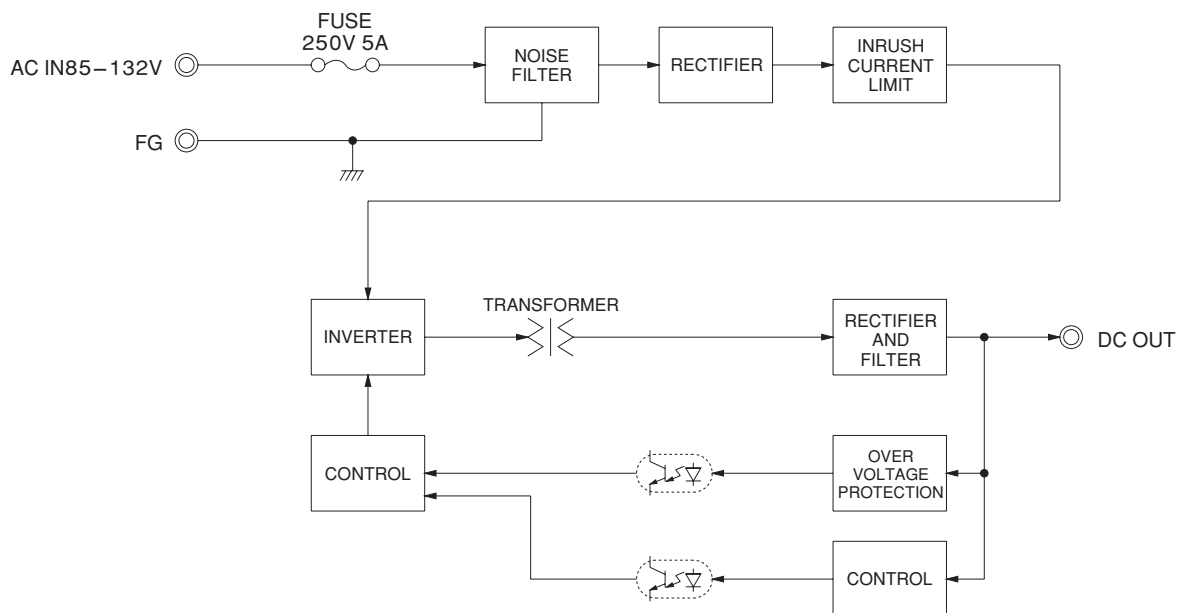 FUSE
250V 5A
AC IN85–132V
NOISE
FILTER
RECTIFIER
INRUSH
CURRENT
LIMIT
FG
INVERTER
TRANSFORMER
RECTIFIER
AND
FILTER
DC OUT
CONTROL
OVER
VOLTAGE
PROTECTION
CONTROL